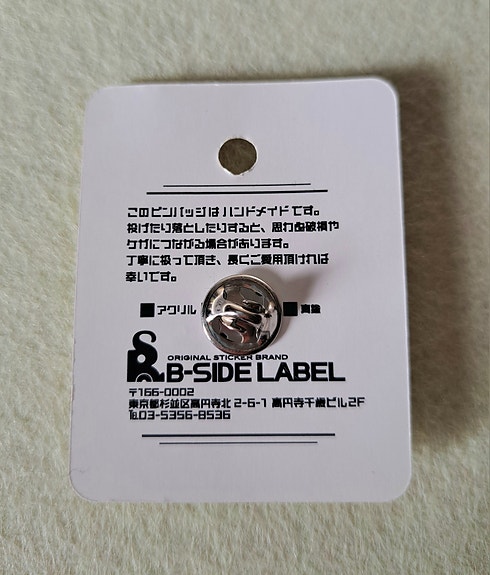 このピンバッジはハンドメイドです。
投げたり落としたりすると、思わぬ破損や
ケガにつながる場合があります。
丁寧に扱って頂き、長くご愛用頂ければ
幸いです。
■アクリル ■真鍮
ORIGINAL STICKER BRAND
B-SIDE LABEL
〒166-0002
東京都杉並区高円寺北 2-6-1 高円寺千歳ビル2F
℡03-5356-8536